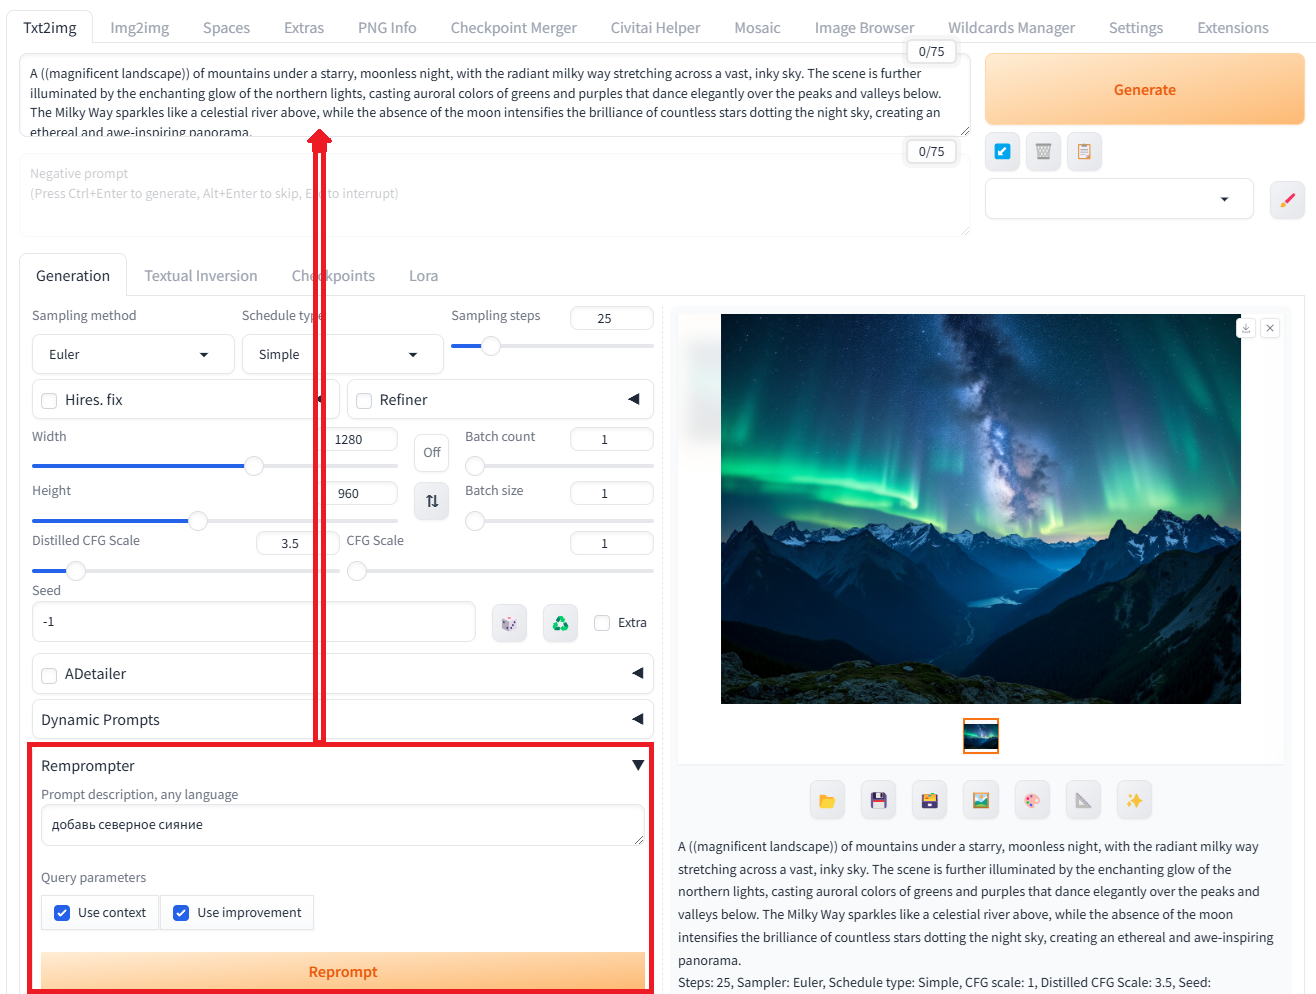 Txt2img Img2img Spaces Extras PNG Info Checkpoint Merger Civitai Helper Mosaic Image Browser Wildcards Manager Settings Extensions
0/75
A ((magnificent landscape)) of mountains under a starry, moonless night, with the radiant milky way stretching across a vast, inky sky. The scene is further
illuminated by the enchanting glow of the northern lights, casting auroral colors of greens and purples that dance elegantly over the peaks and valleys below.
The Milky Way sparkles like a celestial river above, while the absence of the moon intensifies the brilliance of countless stars dotting the night sky, creating an
ethereal and awe-inspiring panorama.
Generate
0/75
Negative prompt
(Press Ctrl+Enter to generate, Alt+Enter to skip, to interrupt)
Generation Textual Inversion Checkpoints Lora
Sampling method Schedule type Sampling steps 25
Euler Simple
Hires. fix Refiner
Width 1280 Off Batch count 1
Height 960 Batch size 1
Distilled CFG Scale 3.5 CFG Scale 1
Seed
-1 Extra
ADetailer
Dynamic Prompts
Remprompter
Prompt description, any language
добавь северное сияние
Query parameters
Use context Use improvement
Reprompt
A ((magnificent landscape)) of mountains under a starry, moonless night, with the radiant milky way
stretching across a vast, inky sky. The scene is further illuminated by the enchanting glow of the
northern lights, casting auroral colors of greens and purples that dance elegantly over the peaks and
valleys below. The Milky Way sparkles like a celestial river above, while the absence of the moon
intensifies the brilliance of countless stars dotting the night sky, creating an ethereal and awe-inspiring
panorama.
Steps: 25, Sampler: Euler, Schedule type: Simple, CFG scale: 1, Distilled CFG Scale: 3.5, Seed: